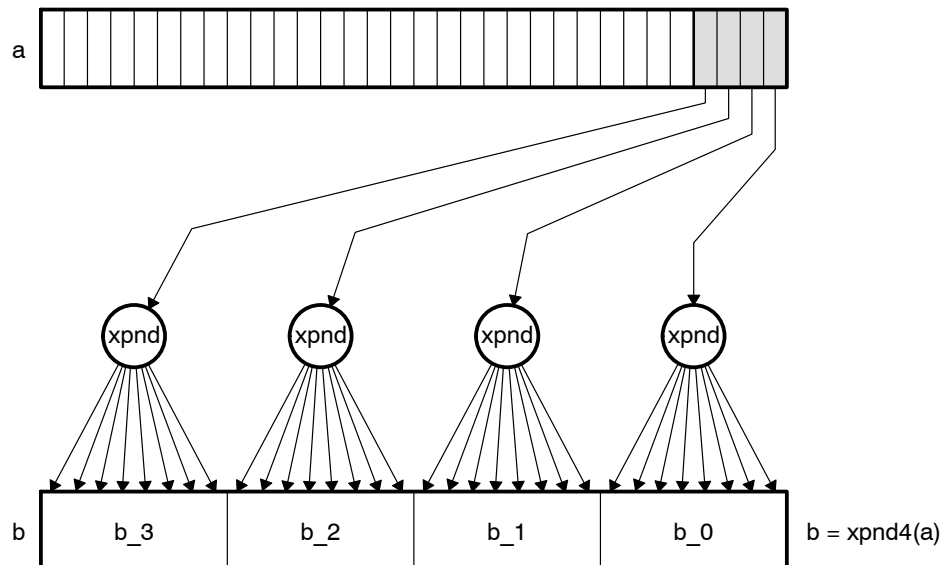 a
xpnd xpnd xpnd xpnd
b b_3 b_2 b_1 b_0 b = xpnd4(a)